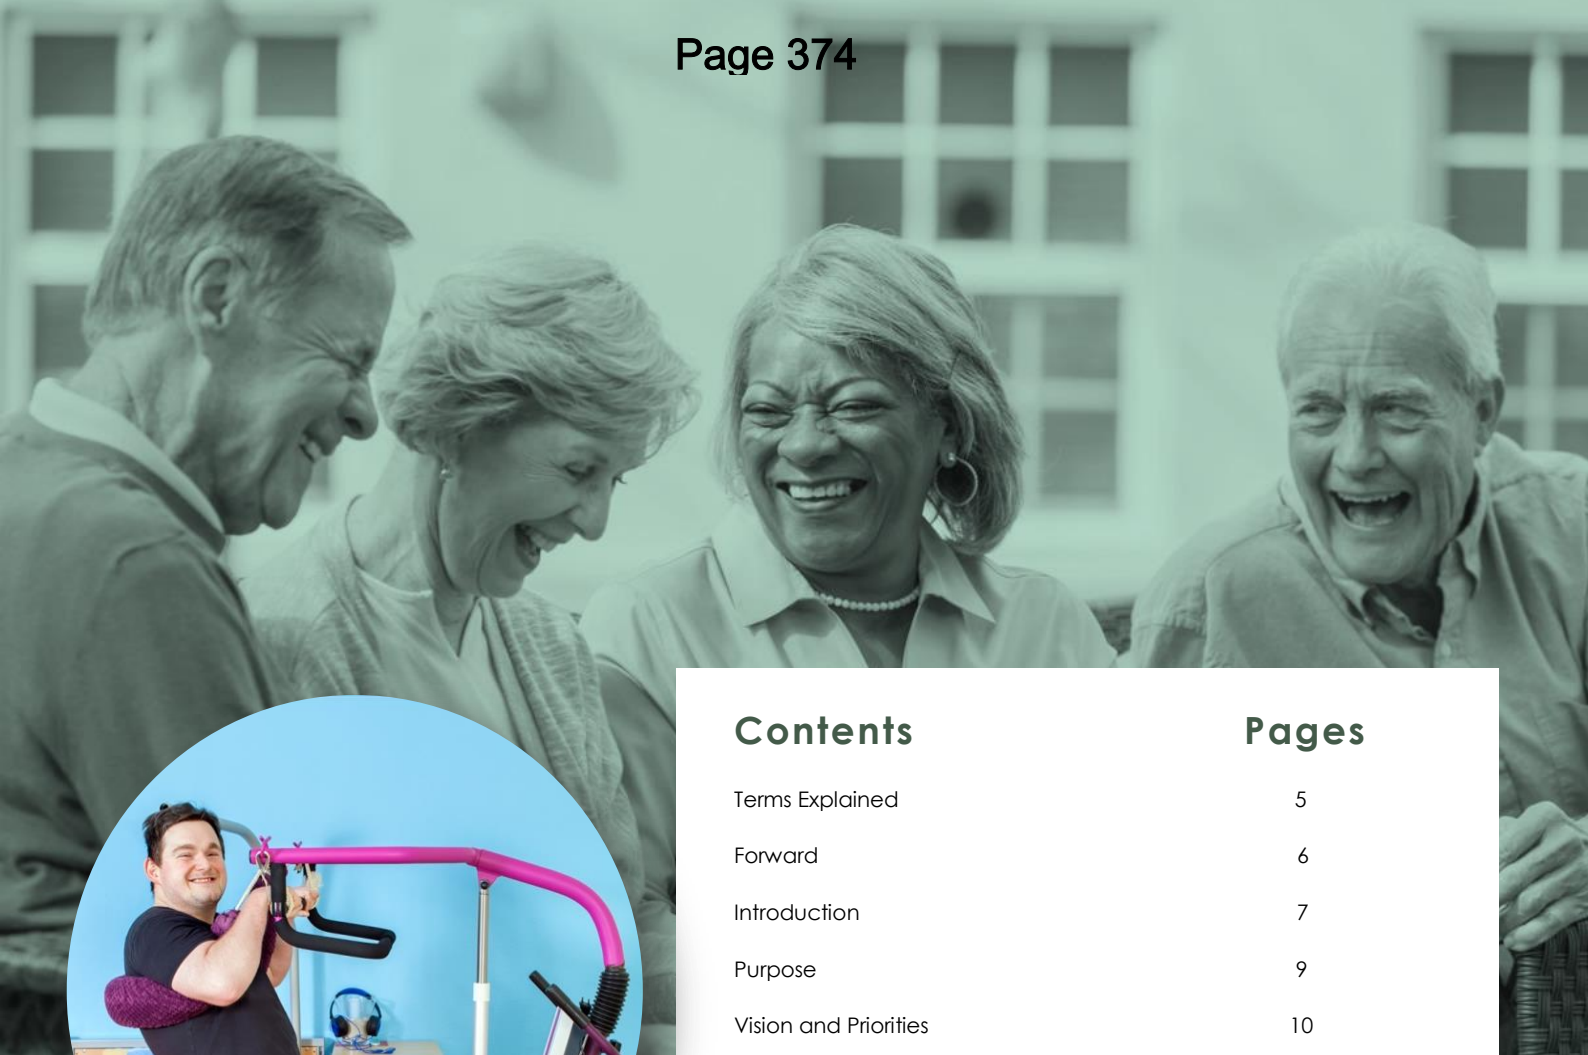 Page 374
Contents Pages
Terms Explained 5
Forward 6
Introduction 7
Purpose 9
Vision and Priorities 10